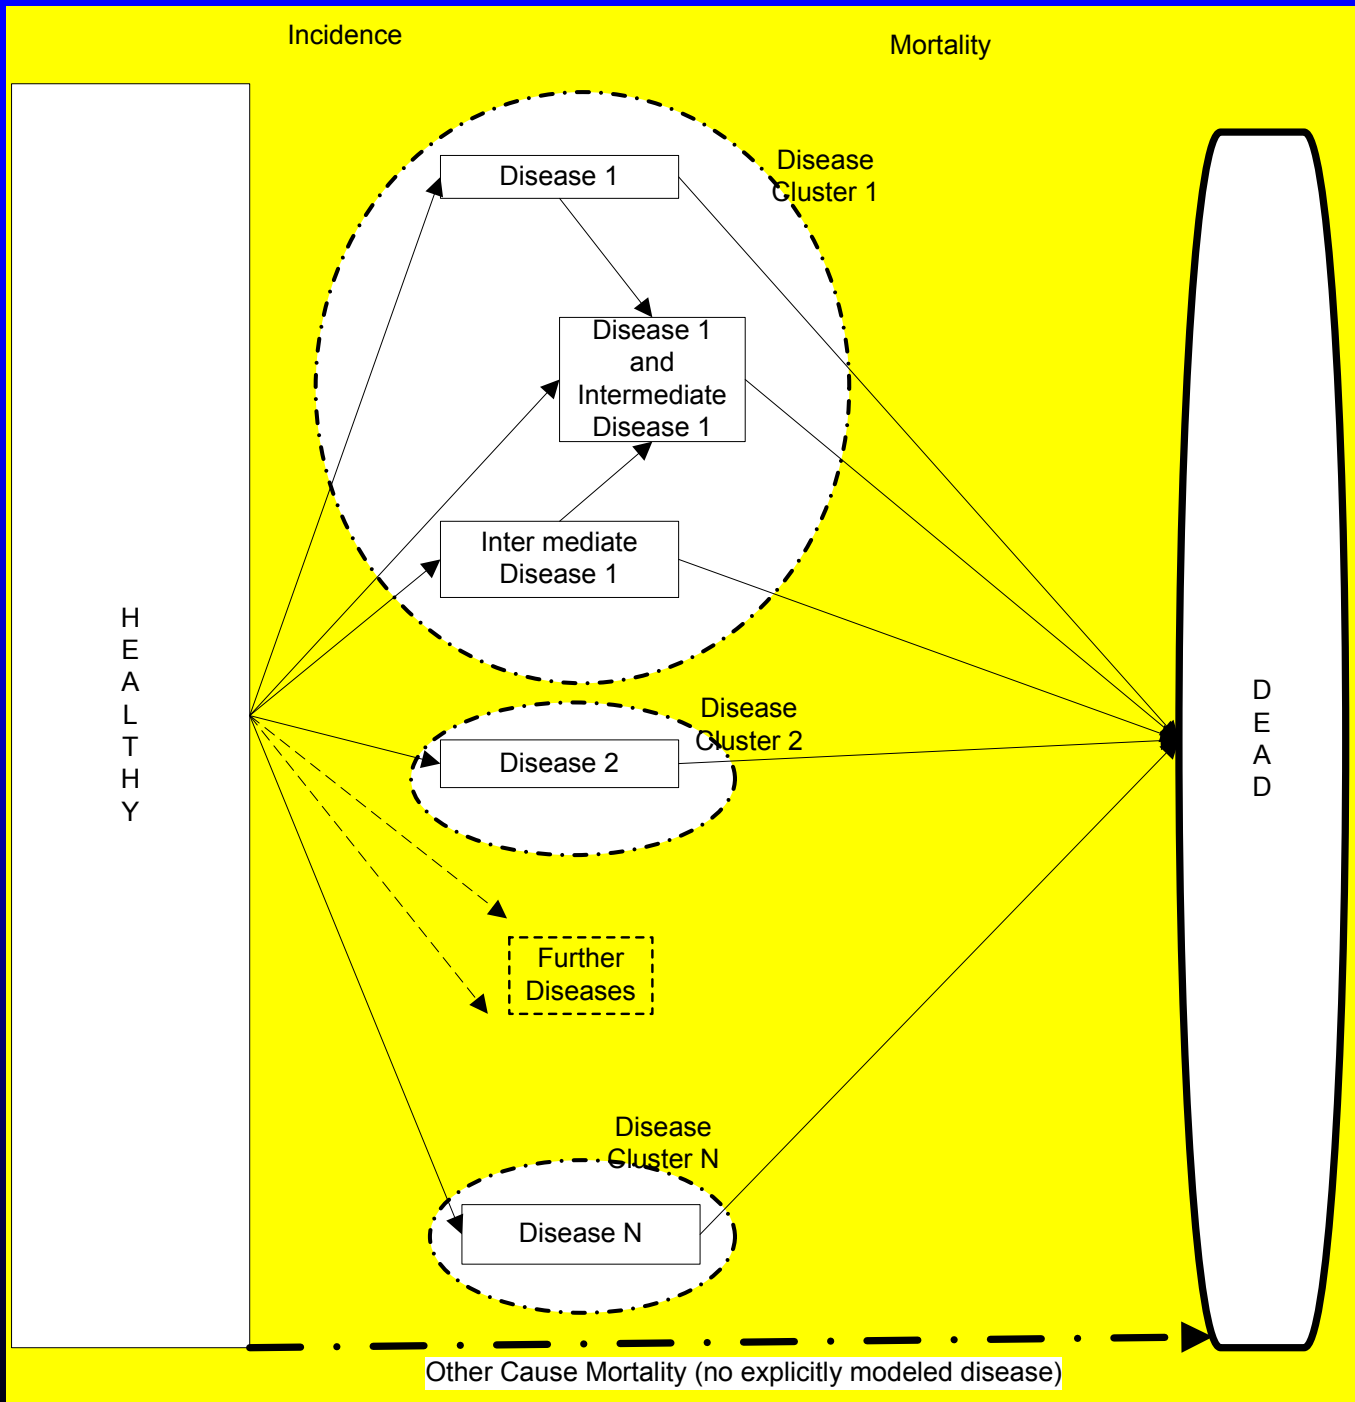 Incidence
Mortality
Disease
Cluster 1
Disease 1
Disease 1
and
Intermediate
Disease 1
Inter mediate
Disease 1
H
E
A
L
T
H
Y
D
E
A
D
Disease
Cluster 2
Disease 2
Further
Diseases
Disease
Cluster N
Disease N
Other Cause Mortality (no explicitly modeled disease)